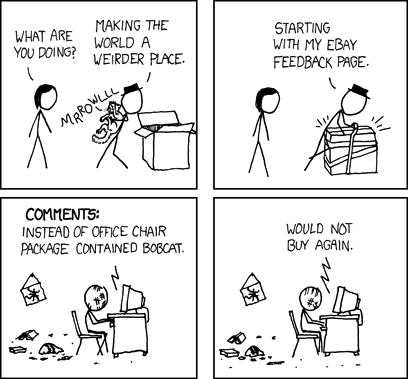 WHAT ARE
YOU DOING?
MAKING THE
WORLD A
WEIRDER PLACE.
MRROWLLL
STARTING
WITH MY EBAY
FEEDBACK PAGE.
COMMENTS:
INSTEAD OF OFFICE CHAIR
PACKAGE CONTAINED BOBCAT.
WOULD NOT
BUY AGAIN.